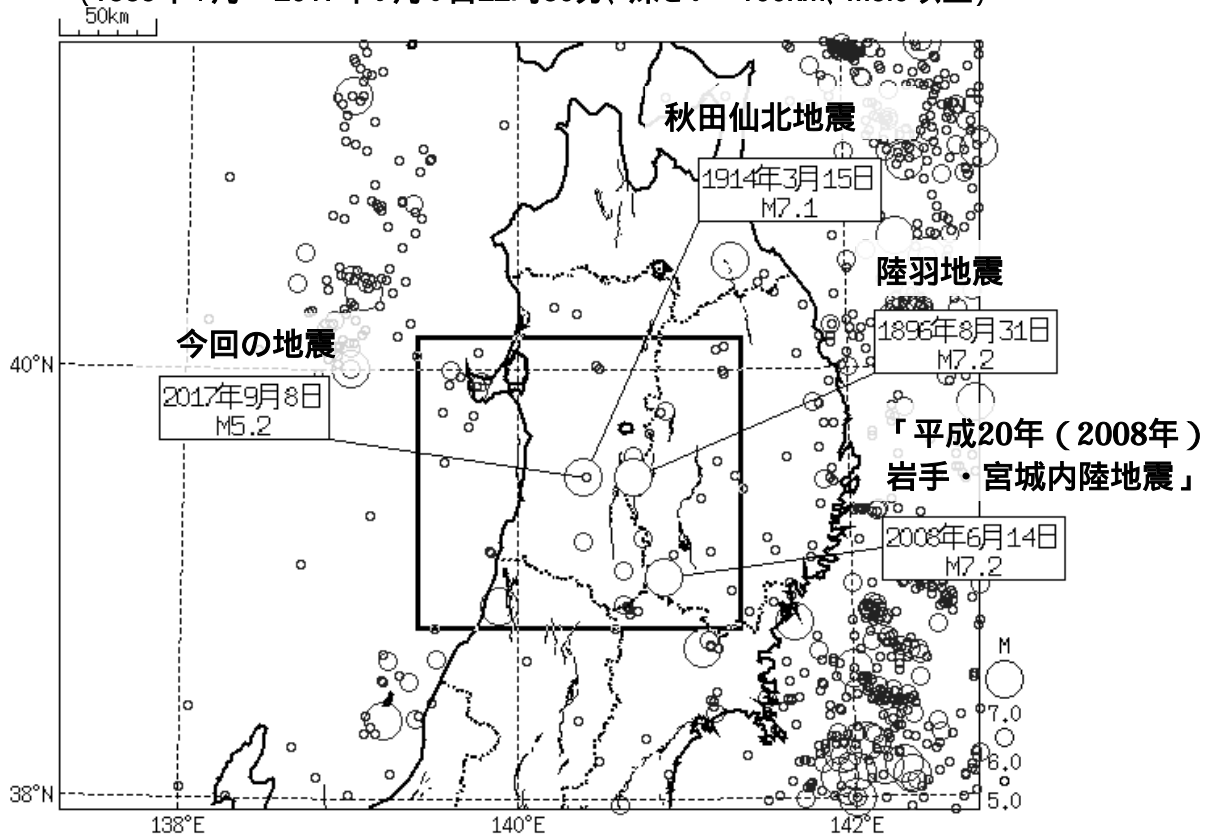 50km
秋田仙北地震
1914年3月15日
M7.1
陸羽地震
1896年8月31日
M7.2
今回の地震
2017年9月8日
M5.2
「平成20年（2008年）
岩手・宮城内陸地震」
2008年6月14日
M7.2
40°N
38°N
138°E
140°E
142°E
M
7.0
6.0
5.0